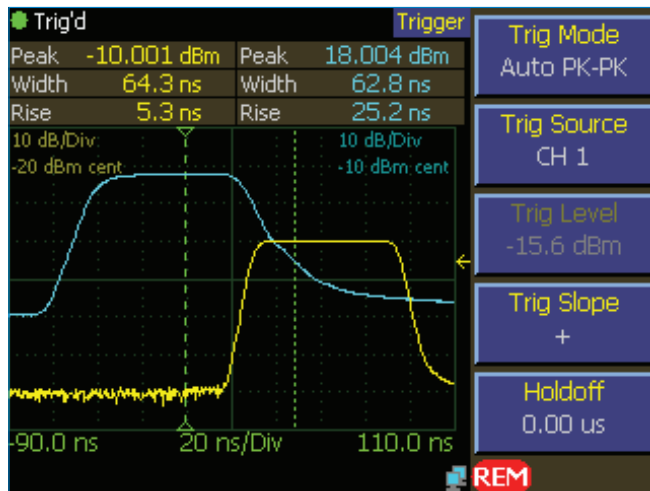 Trig'd
Trigger
Peak -10.001 dBm Peak 18.004 dBm
Width 64.3 ns Width 62.8 ns
Rise 5.3 ns Rise 25.2 ns
10 dB/Div 10 dB/Div
-20 dBm cent -10 dBm cent
-90.0 ns 20 ns/Div 110.0 ns
Trig Mode
Auto PK-PK
Trig Source
CH 1
Trig Level
-15.6 dBm
Trig Slope
+
Holdoff
0.00 us
REM